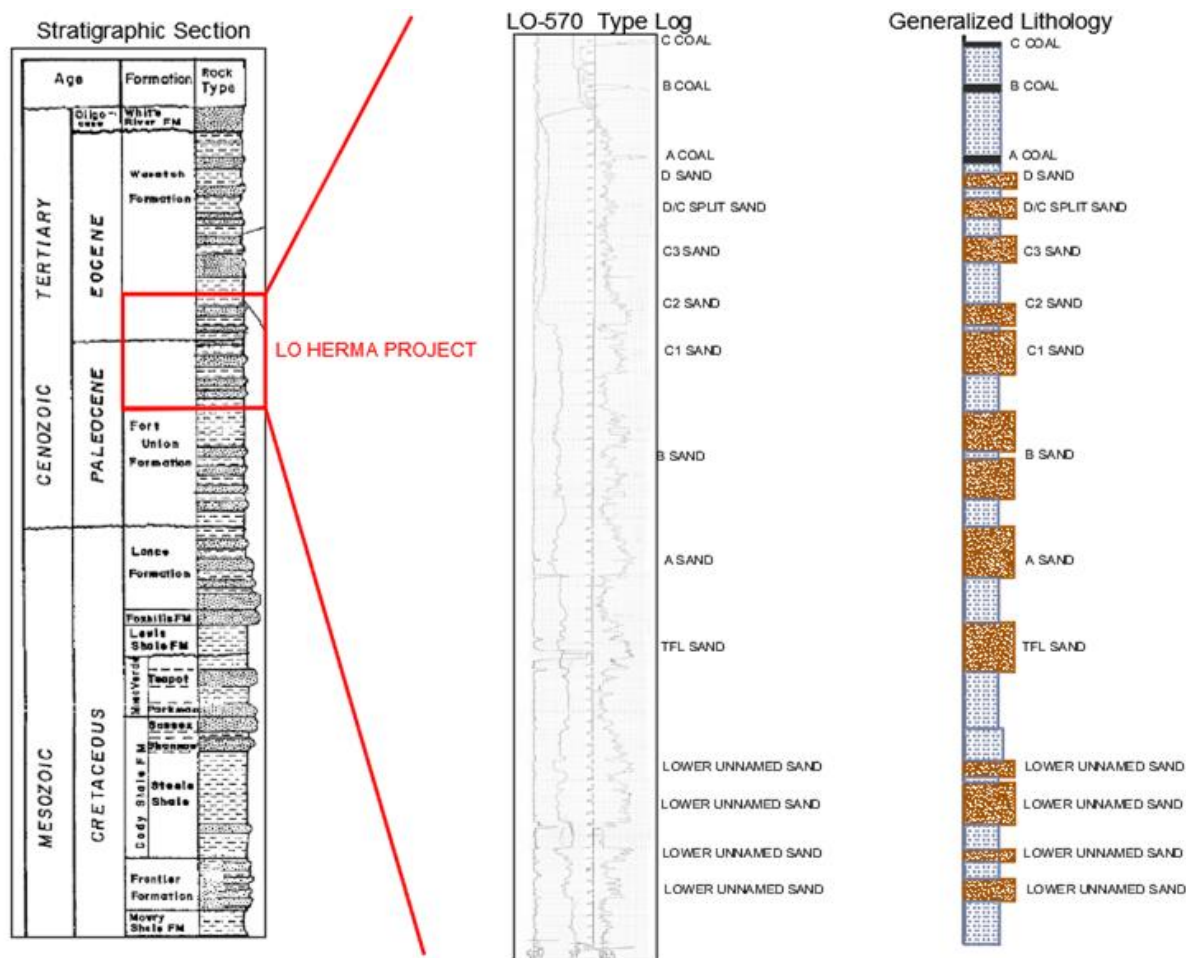 Stratigraphic Section
Age
Formation
Rock
Type
Oligo-
cene
White
River FM
Wasatch
Formation
TERTIARY
EOCENE
CENOZOIC
PALEOCENE
Fort
Union
Formation
Lance
Formation
Foxhills FM
Lewis
Shale FM
MesaVerde
Teapot
Parkman
Sussex
Shannon
MESOZOIC
CRETACEOUS
Cody Shale FM
Steele
Shale
Frontier
Formation
Mowry
Shale FM
LO HERMA PROJECT
LO-570 Type Log
C COAL
B COAL
A COAL
D SAND
D/C SPLIT SAND
C3 SAND
C2 SAND
C1 SAND
B SAND
A SAND
TFL SAND
LOWER UNNAMED SAND
LOWER UNNAMED SAND
LOWER UNNAMED SAND
LOWER UNNAMED SAND
Generalized Lithology
C COAL
B COAL
A COAL
D SAND
D/C SPLIT SAND
C3 SAND
C2 SAND
C1 SAND
B SAND
A SAND
TFL SAND
LOWER UNNAMED SAND
LOWER UNNAMED SAND
LOWER UNNAMED SAND
LOWER UNNAMED SAND